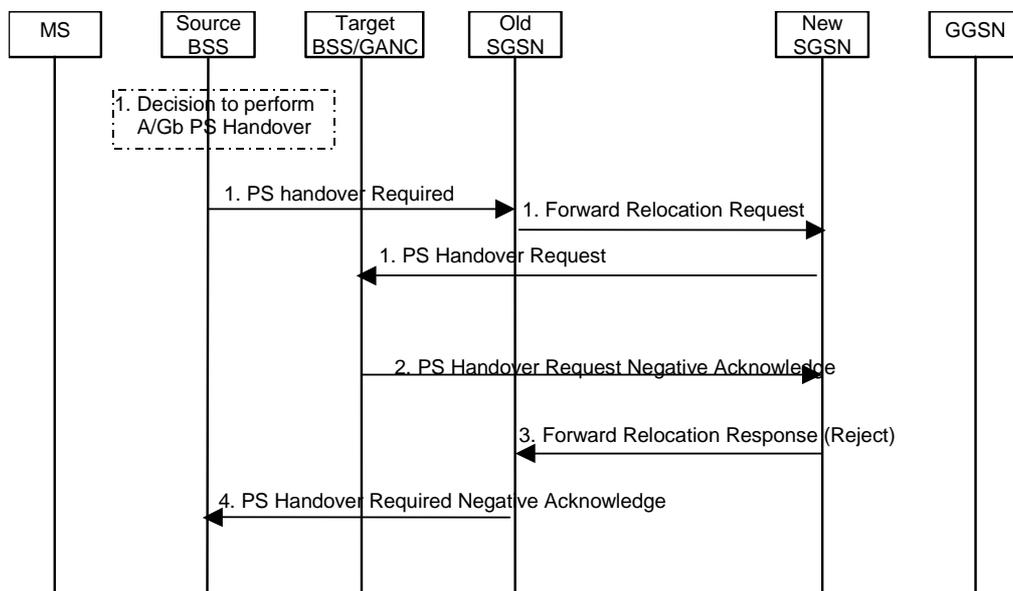 MS
Source
BSS
Target
BSS/GANC
Old
SGSN
New
SGSN
GGSN
1. Decision to perform
A/Gb PS Handover
1. PS handover Required
1. Forward Relocation Request
1. PS Handover Request
2. PS Handover Request Negative Acknowledge
3. Forward Relocation Response (Reject)
4. PS Handover Required Negative Acknowledge